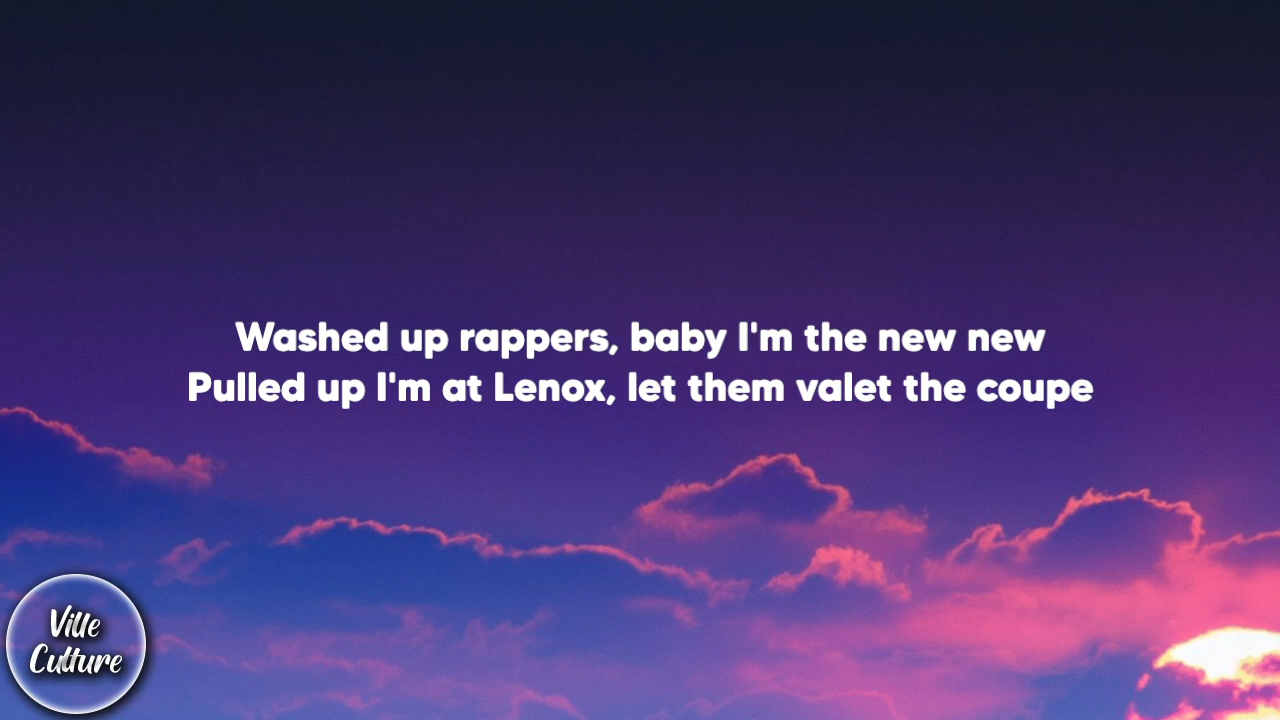 Washed up rappers, baby I'm the new new
Pulled up I'm at Lenox, let them valet the coupe
Ville
Culture